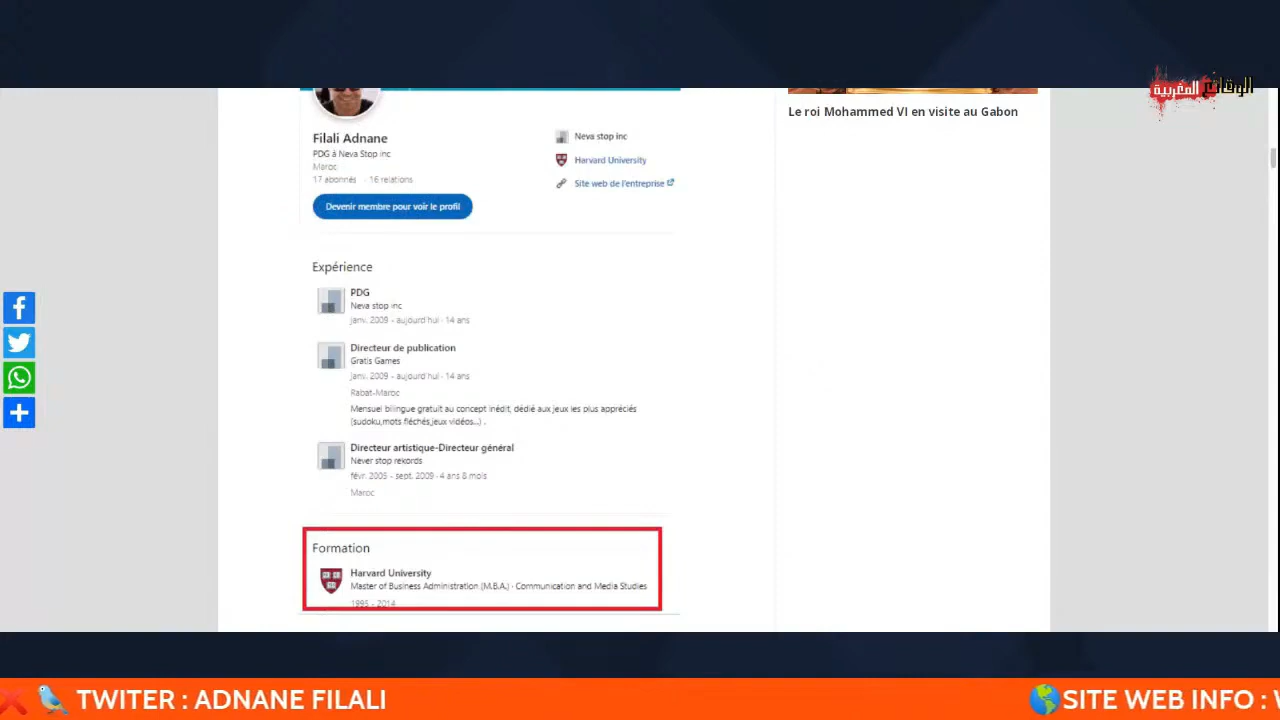 الوقائع المغربية
Le roi Mohammed VI en visite au Gabon
Filali Adnane
PDG à Neva Stop inc
Maroc
17 abonnés · 16 relations
Devenir membre pour voir le profil
Neva stop inc
Harvard University
Site web de l'entreprise
Expérience
PDG
Neva stop inc
janv. 2009 - aujourd'hui · 14 ans
Directeur de publication
Gratis Games
janv. 2009 - aujourd'hui · 14 ans
Rabat-Maroc
Mensuel bilingue gratuit au concept inédit, dédié aux jeux les plus appréciés
(sudoku,mots fléchés,jeux vidéos...) .
Directeur artistique-Directeur général
Never stop rekords
févr. 2005 - sept. 2009 · 4 ans 8 mois
Maroc
Formation
Harvard University
Master of Business Administration (M.B.A.) · Communication and Media Studies
1995 - 2014
TWITER : ADNANE FILALI
SITE WEB INFO :